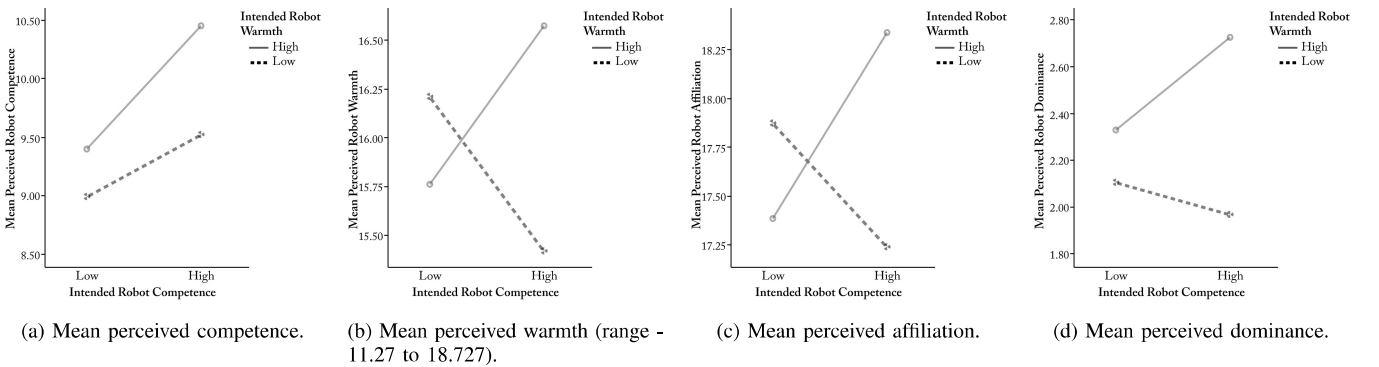 Mean Perceived Robot Competence
10.50
10.00
9.50
9.00
8.50
Low
High
Intended Robot Competence
Intended Robot
Warmth
High
Low
(a) Mean perceived competence.
Mean Perceived Robot Warmth
16.50
16.25
16.00
15.75
15.50
Low
High
Intended Robot Competence
Intended Robot
Warmth
High
Low
(b) Mean perceived warmth (range -
11.27 to 18.727).
Mean Perceived Robot Affiliation
18.25
18.00
17.75
17.50
17.25
Low
High
Intended Robot Competence
Intended Robot
Warmth
High
Low
(c) Mean perceived affiliation.
Mean Perceived Robot Dominance
2.80
2.60
2.40
2.20
2.00
1.80
Low
High
Intended Robot Competence
Intended Robot
Warmth
High
Low
(d) Mean perceived dominance.